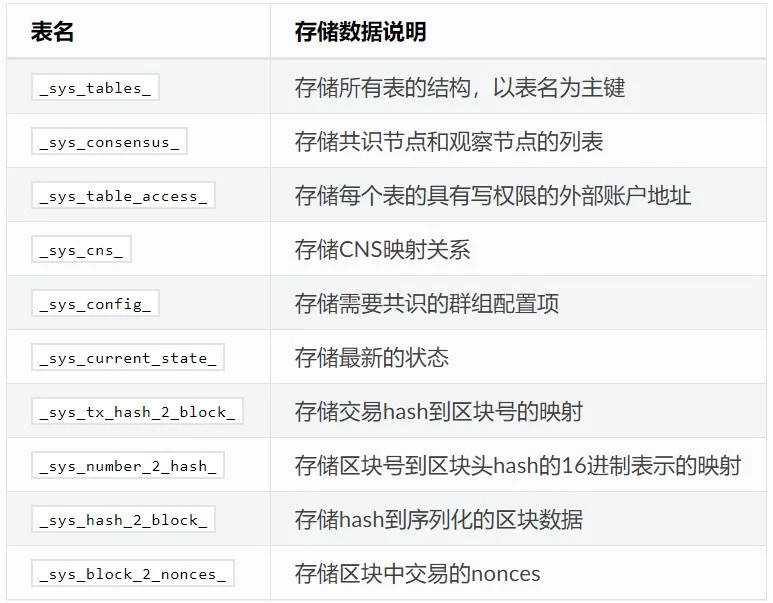 表名 存储数据说明
_sys_tables_ 存储所有表的结构，以表名为主键
_sys_consensus_ 存储共识节点和观察节点的列表
_sys_table_access_ 存储每个表的具有写权限的外部账户地址
_sys_cns_ 存储CNS映射关系
_sys_config_ 存储需要共识的群组配置项
_sys_current_state_ 存储最新的状态
_sys_tx_hash_2_block_ 存储交易hash到区块号的映射
_sys_number_2_hash_ 存储区块号到区块头hash的16进制表示的映射
_sys_hash_2_block_ 存储hash到序列化的区块数据
_sys_block_2_nonces_ 存储区块中交易的nonces